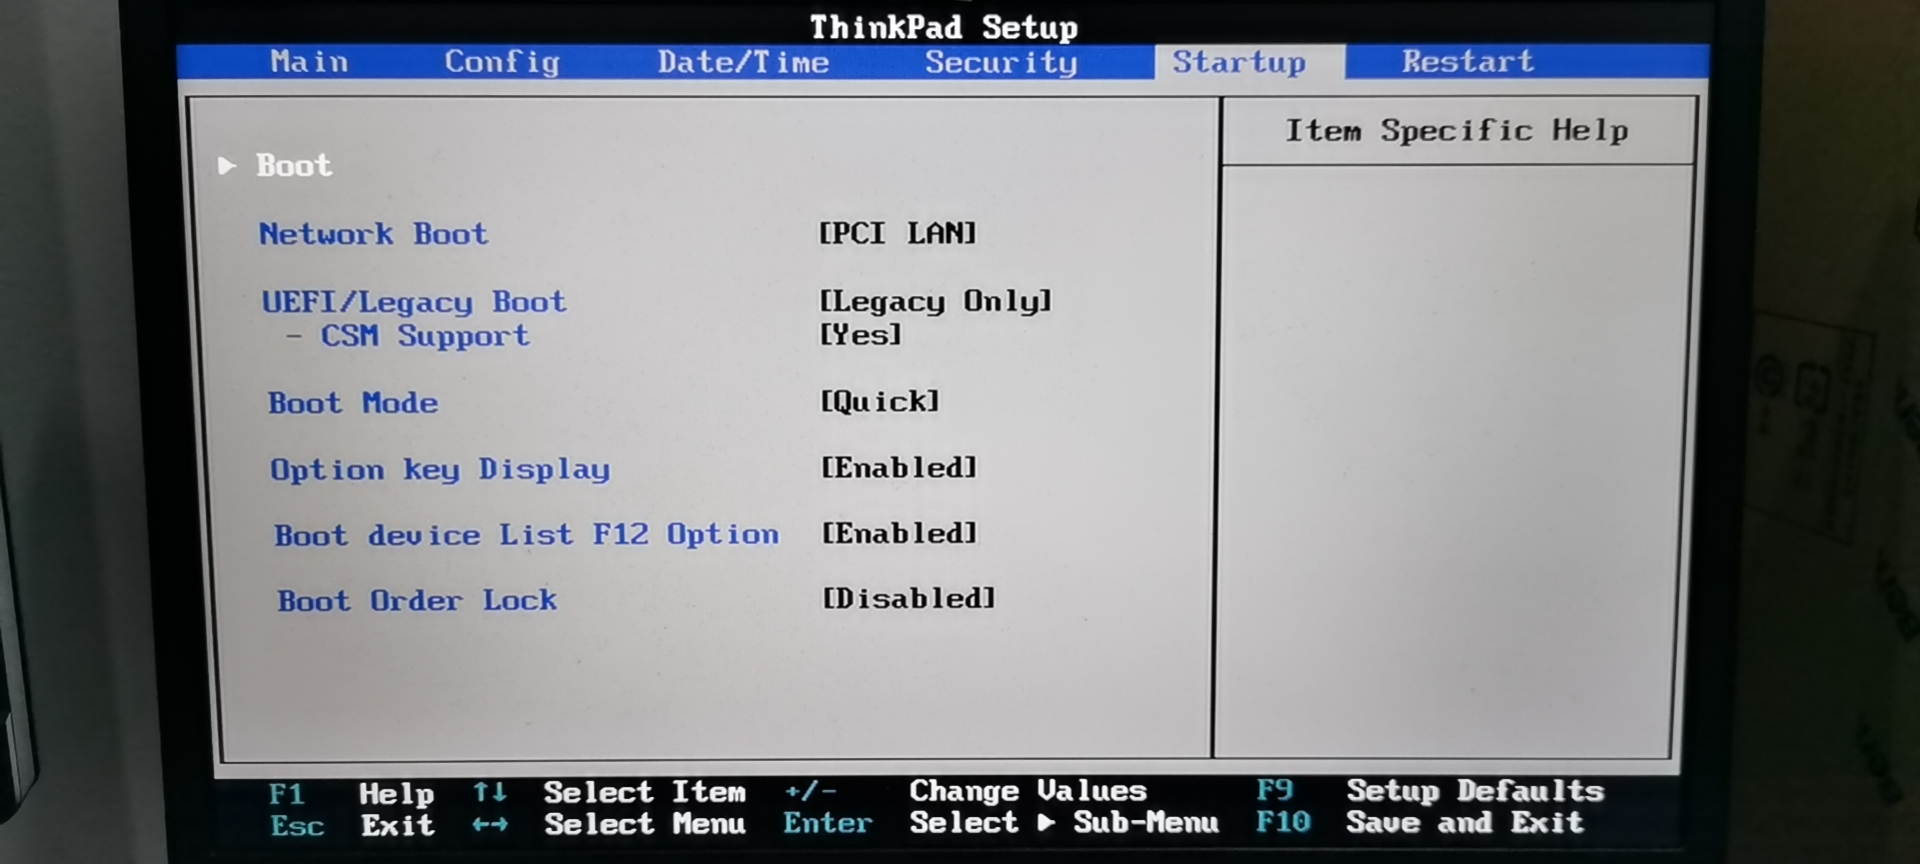 ThinkPad Setup
Main Config Date/Time Security Startup Restart
Item Specific Help
► Boot
Network Boot [PCI LAN]
UEFI/Legacy Boot [Legacy Only]
- CSM Support [Yes]
Boot Mode [Quick]
Option key Display [Enabled]
Boot device List F12 Option [Enabled]
Boot Order Lock [Disabled]
F1 Help ↑↓ Select Item +/- Change Values F9 Setup Defaults
Esc Exit ←→ Select Menu Enter Select ► Sub-Menu F10 Save and Exit